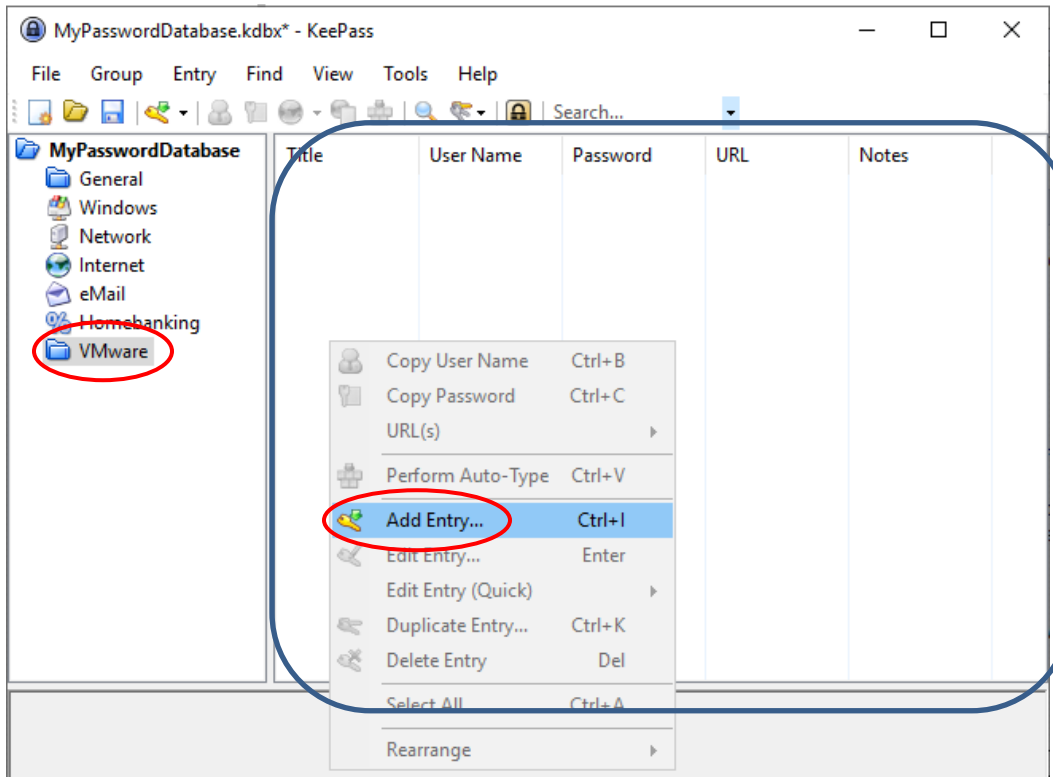 MyPasswordDatabase.kdbx* - KeePass
File Group Entry Find View Tools Help
Search...
MyPasswordDatabase
General
Windows
Network
Internet
eMail
Homebanking
VMware
Title User Name Password URL Notes
Copy User Name Ctrl+B
Copy Password Ctrl+C
URL(s)
Perform Auto-Type Ctrl+V
Add Entry... Ctrl+I
Edit Entry... Enter
Edit Entry (Quick)
Duplicate Entry... Ctrl+K
Delete Entry Del
Select All Ctrl+A
Rearrange